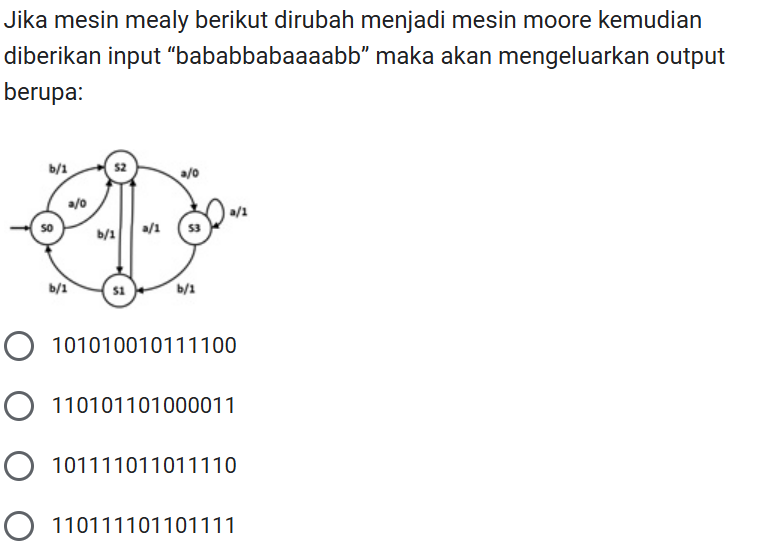 Jika mesin mealy berikut dirubah menjadi mesin moore kemudian
diberikan input “bababbabaaaabb” maka akan mengeluarkan output
berupa:
b/1
S2
a/0
a/0
a/1
S0
b/1
a/1
S3
b/1
S1
b/1
101010010111100
110101101000011
101111011011110
110111101101111